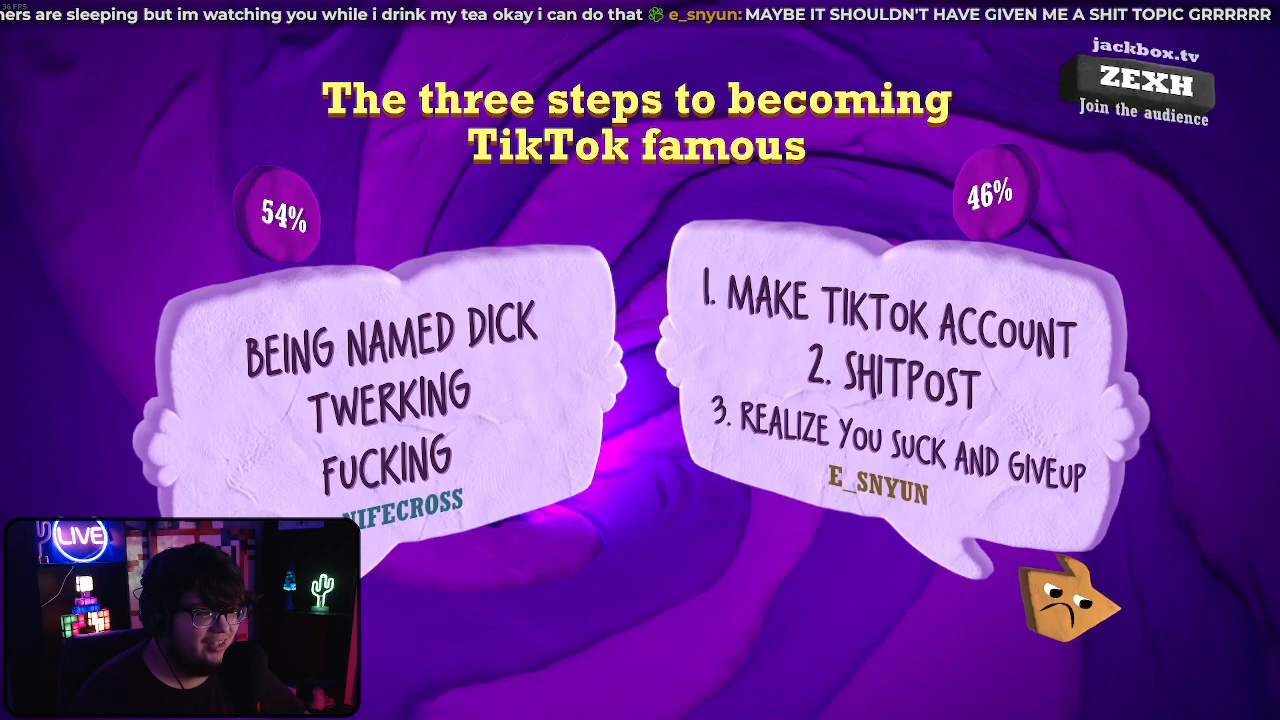 36 FPS
ners are sleeping but im watching you while i drink my tea okay i can do that e_snyun: MAYBE IT SHOULDN'T HAVE GIVEN ME A SHIT TOPIC GRRRRRR
jackbox.tv
ZEXH
Join the audience
The three steps to becoming
TikTok famous
54%
46%
BEING NAMED DICK
TWERKING
FUCKING
NIFECROSS
1. MAKE TIKTOK ACCOUNT
2. SHITPOST
3. REALIZE YOU SUCK AND GIVEUP
E_SNYUN
LIVE